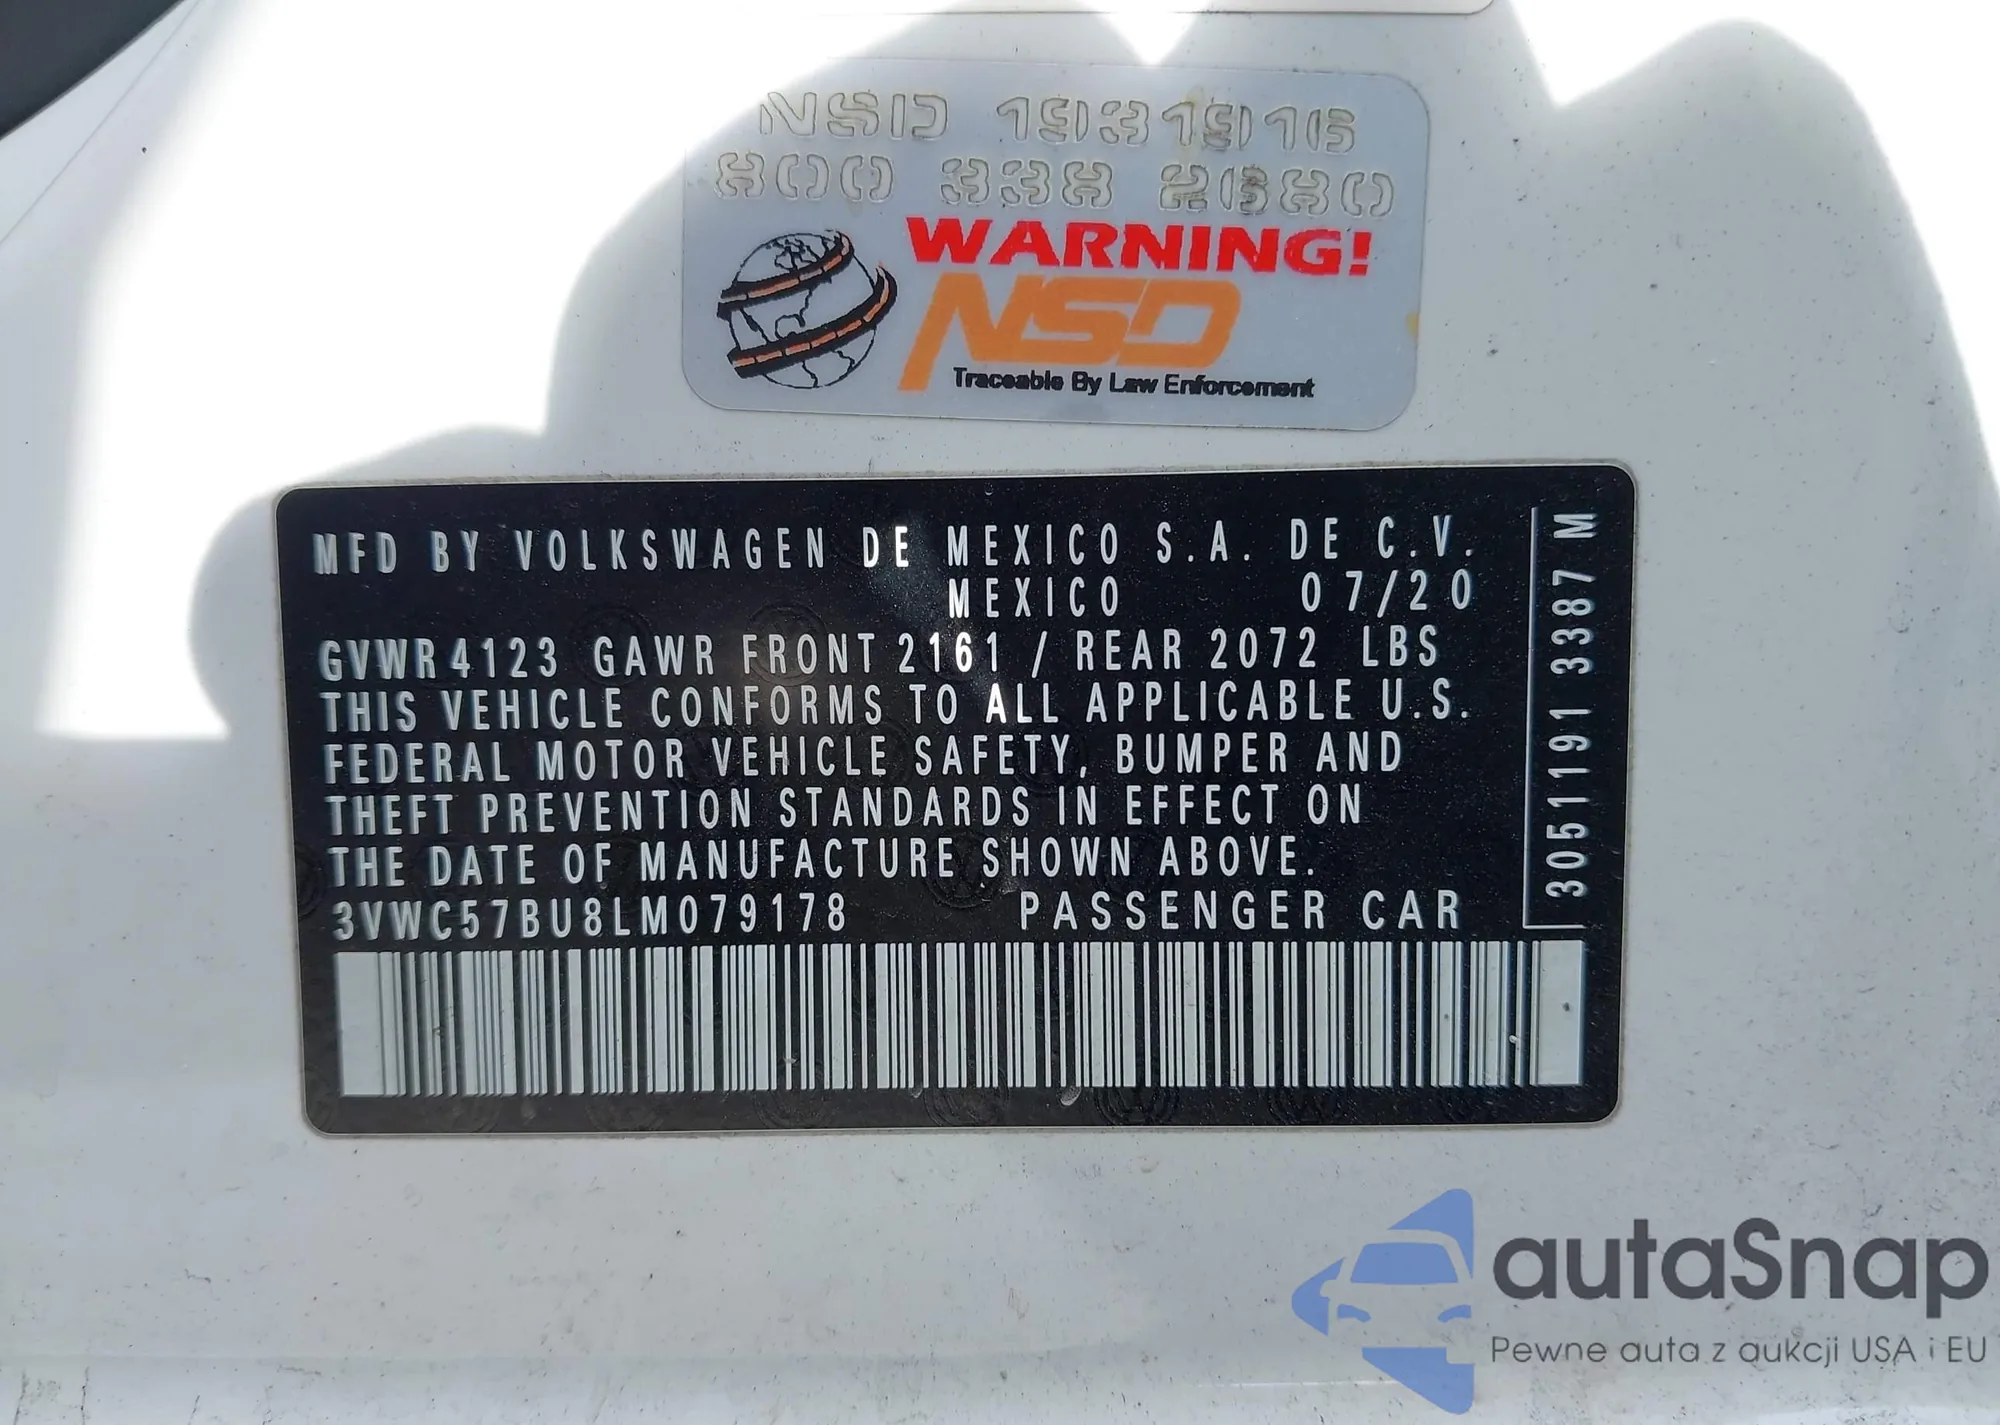 NSD 1931916
800 338 2680
WARNING!
NSD
Traceable By Law Enforcement
MFD BY VOLKSWAGEN DE MEXICO S.A. DE C.V.
MEXICO 07/20
GVWR 4123 GAWR FRONT 2161 / REAR 2072 LBS
THIS VEHICLE CONFORMS TO ALL APPLICABLE U.S.
FEDERAL MOTOR VEHICLE SAFETY, BUMPER AND
THEFT PREVENTION STANDARDS IN EFFECT ON
THE DATE OF MANUFACTURE SHOWN ABOVE.
3VWC57BU8LM079178 PASSENGER CAR
3051191 3387 M
autaSnap
Pewne auta z aukcji USA i EU